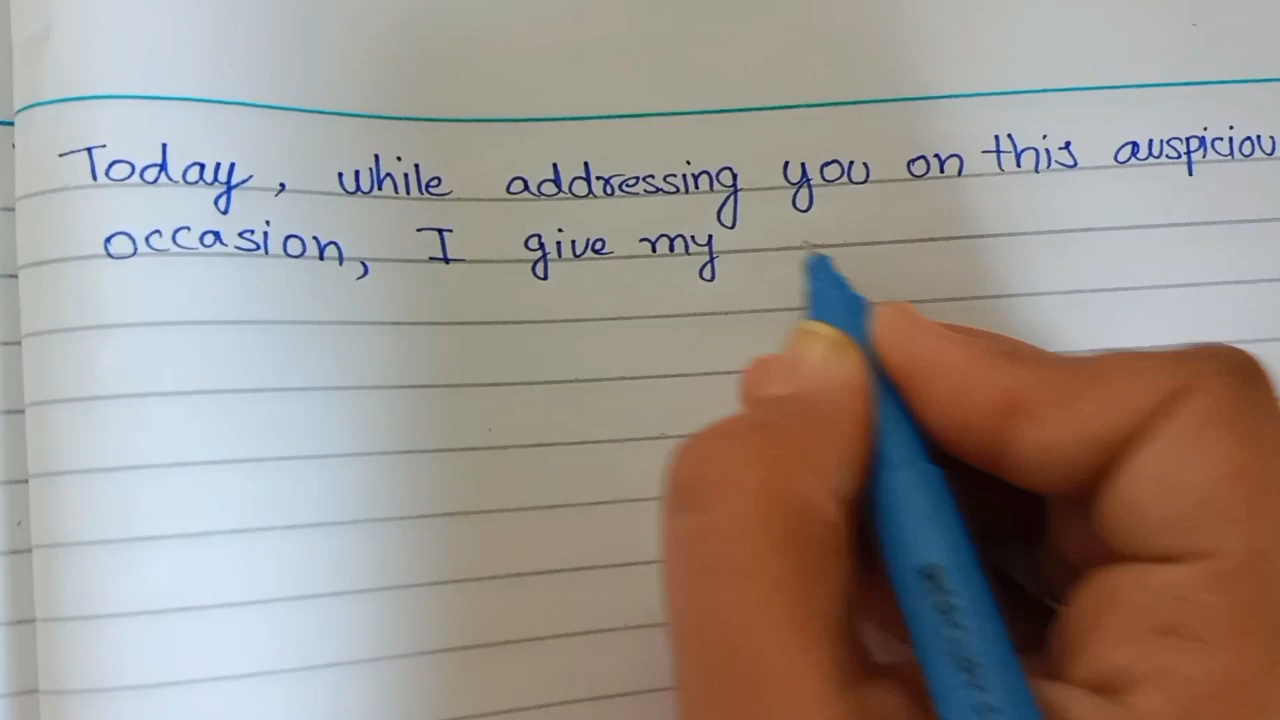 Today, while addressing you on this auspiciou
occasion, I give my